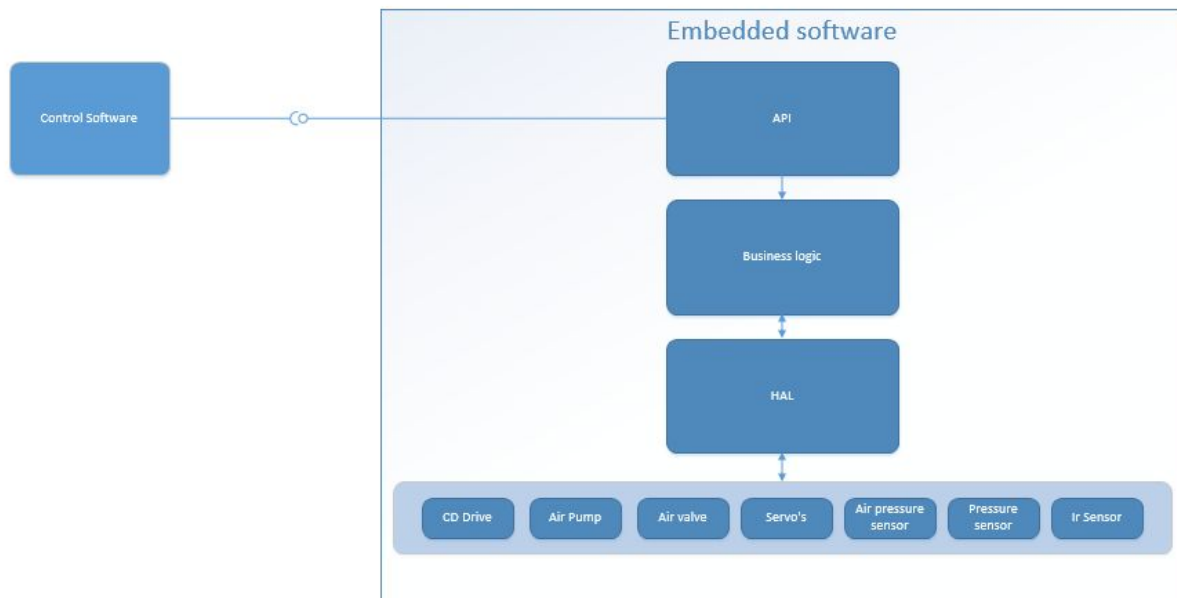 Embedded software
Control Software
API
Business logic
HAL
CD Drive
Air Pump
Air valve
Servo's
Air pressure
sensor
Pressure
sensor
Ir Sensor